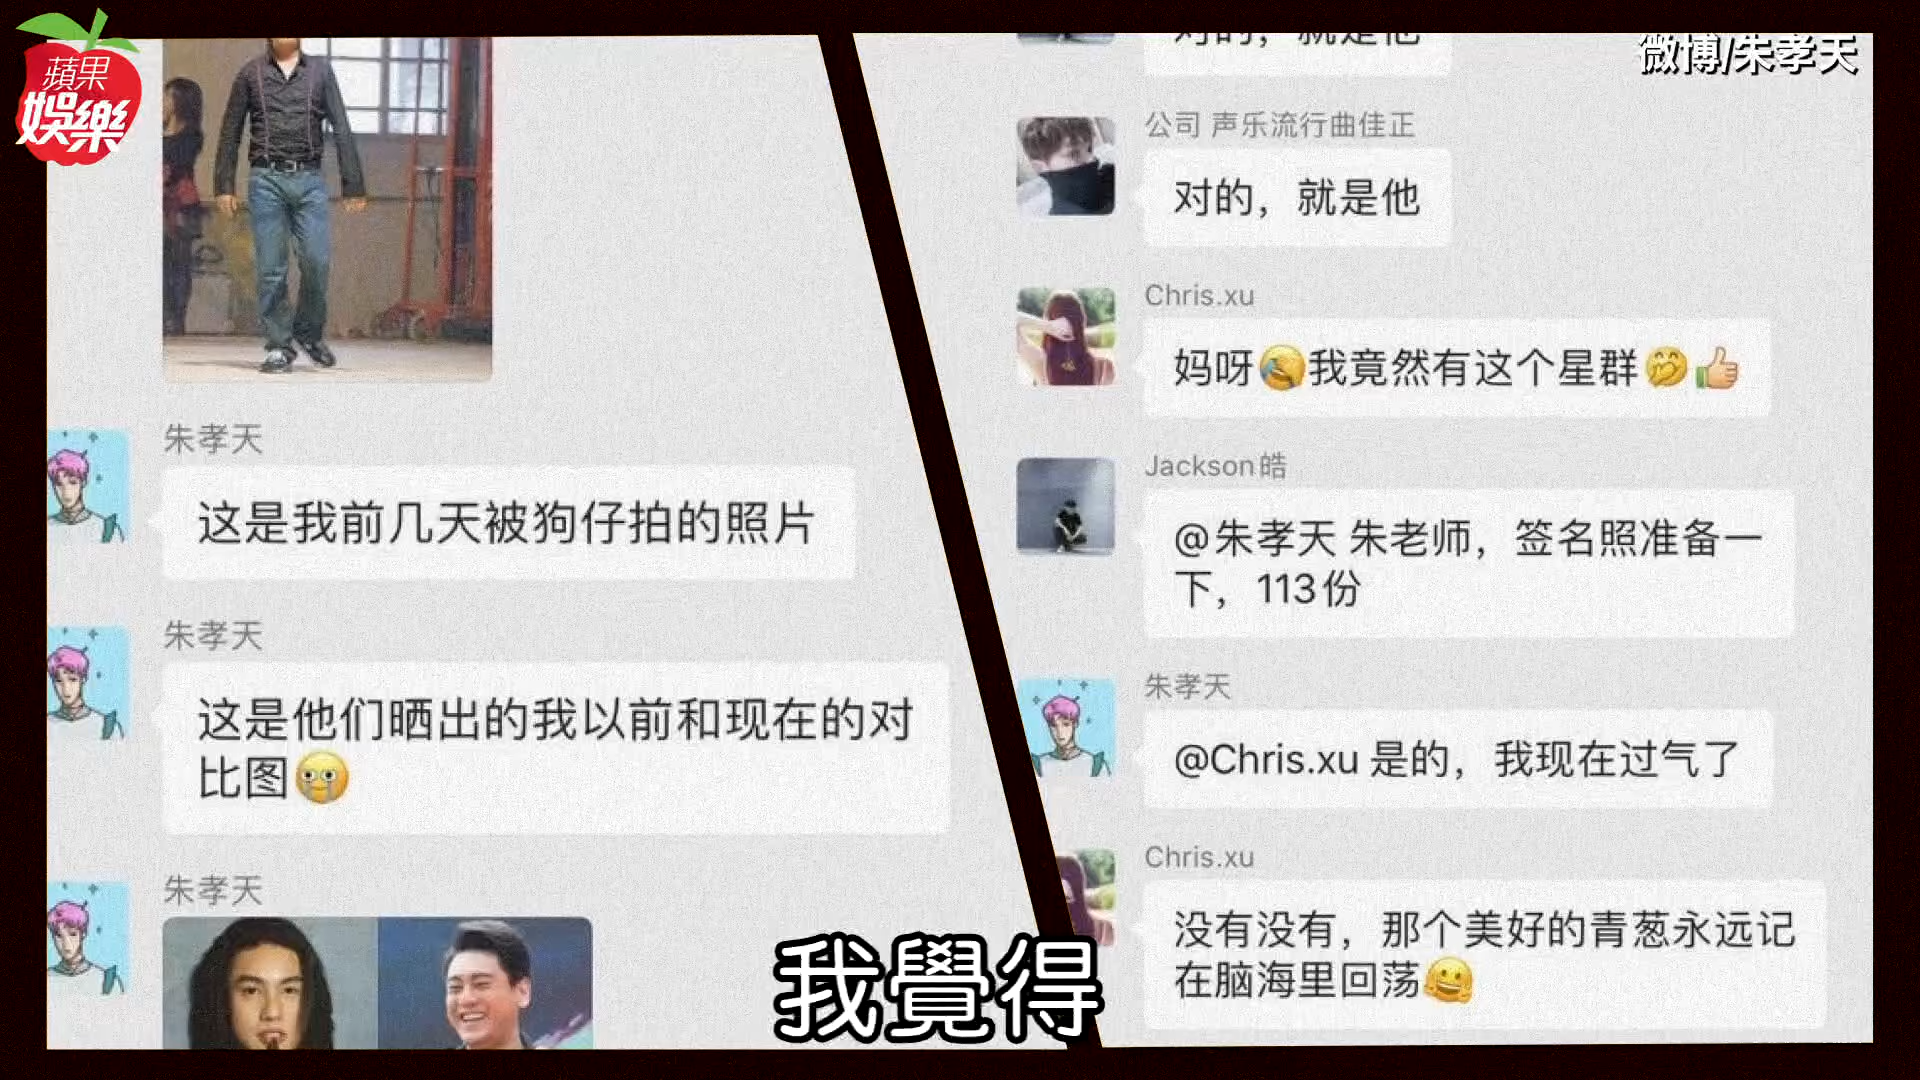 蘋果
娛樂
微博/朱孝天
朱孝天
这是我前几天被狗仔拍的照片
朱孝天
这是他们晒出的我以前和现在的对
比图
朱孝天
对的，就是他
公司 声乐流行曲佳正
对的，就是他
Chris.xu
妈呀我竟然有这个星群
Jackson皓
@朱孝天 朱老师，签名照准备一
下，113份
朱孝天
@Chris.xu 是的，我现在过气了
Chris.xu
没有没有，那个美好的青葱永远记
在脑海里回荡
我覺得